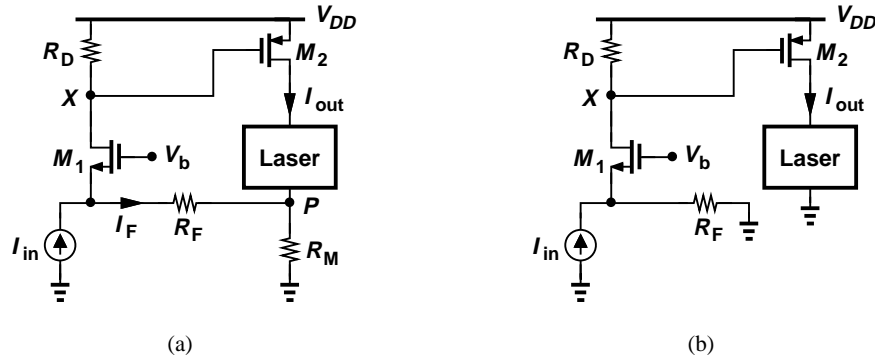 V_DD
R_D
M_2
X
I_out
M_1
V_b
Laser
P
I_F
R_F
I_in
R_M
(a)
V_DD
R_D
M_2
X
I_out
M_1
V_b
Laser
R_F
I_in
(b)